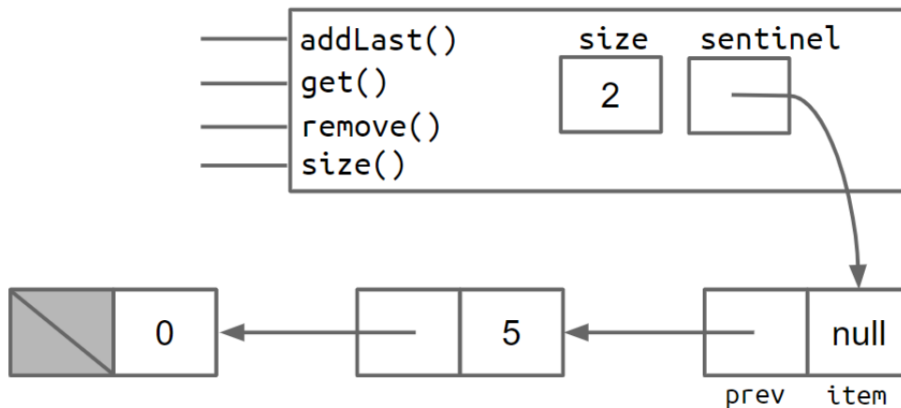 addLast()
size
sentinel
get()
2
remove()
size()
0
5
null
prev
item